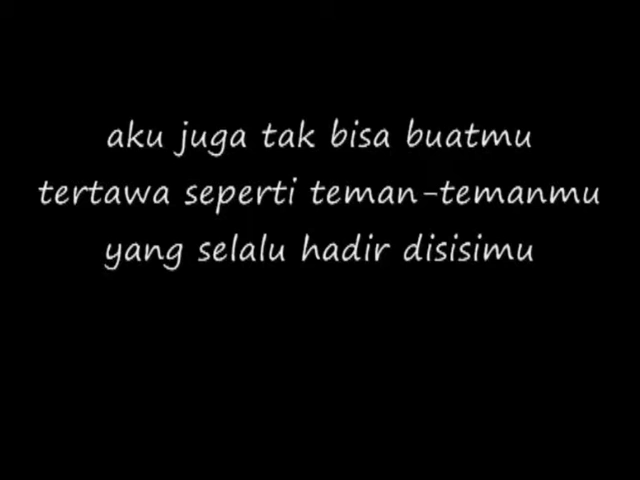 aku juga tak bisa buatmu
tertawa seperti teman-temanmu
yang selalu hadir disisimu